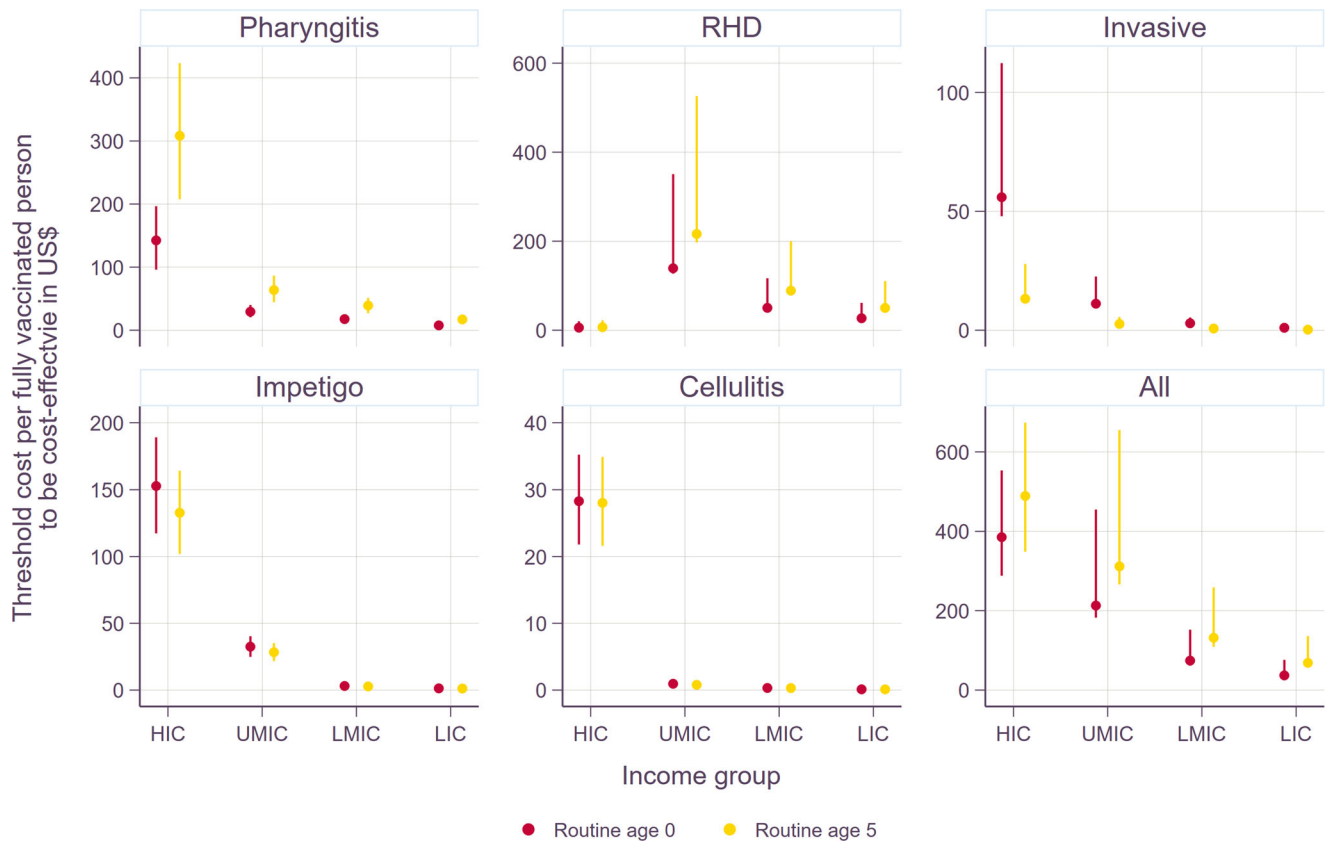 Pharyngitis
RHD
Invasive
400
300
200
100
0
600
400
200
0
100
50
0
Threshold cost per fully vaccinated person
to be cost-effectvie in US$
Impetigo
Cellulitis
All
200
150
100
50
0
40
30
20
10
0
600
400
200
0
HIC UMIC LMIC LIC
HIC UMIC LMIC LIC
HIC UMIC LMIC LIC
Income group
Routine age 0 Routine age 5